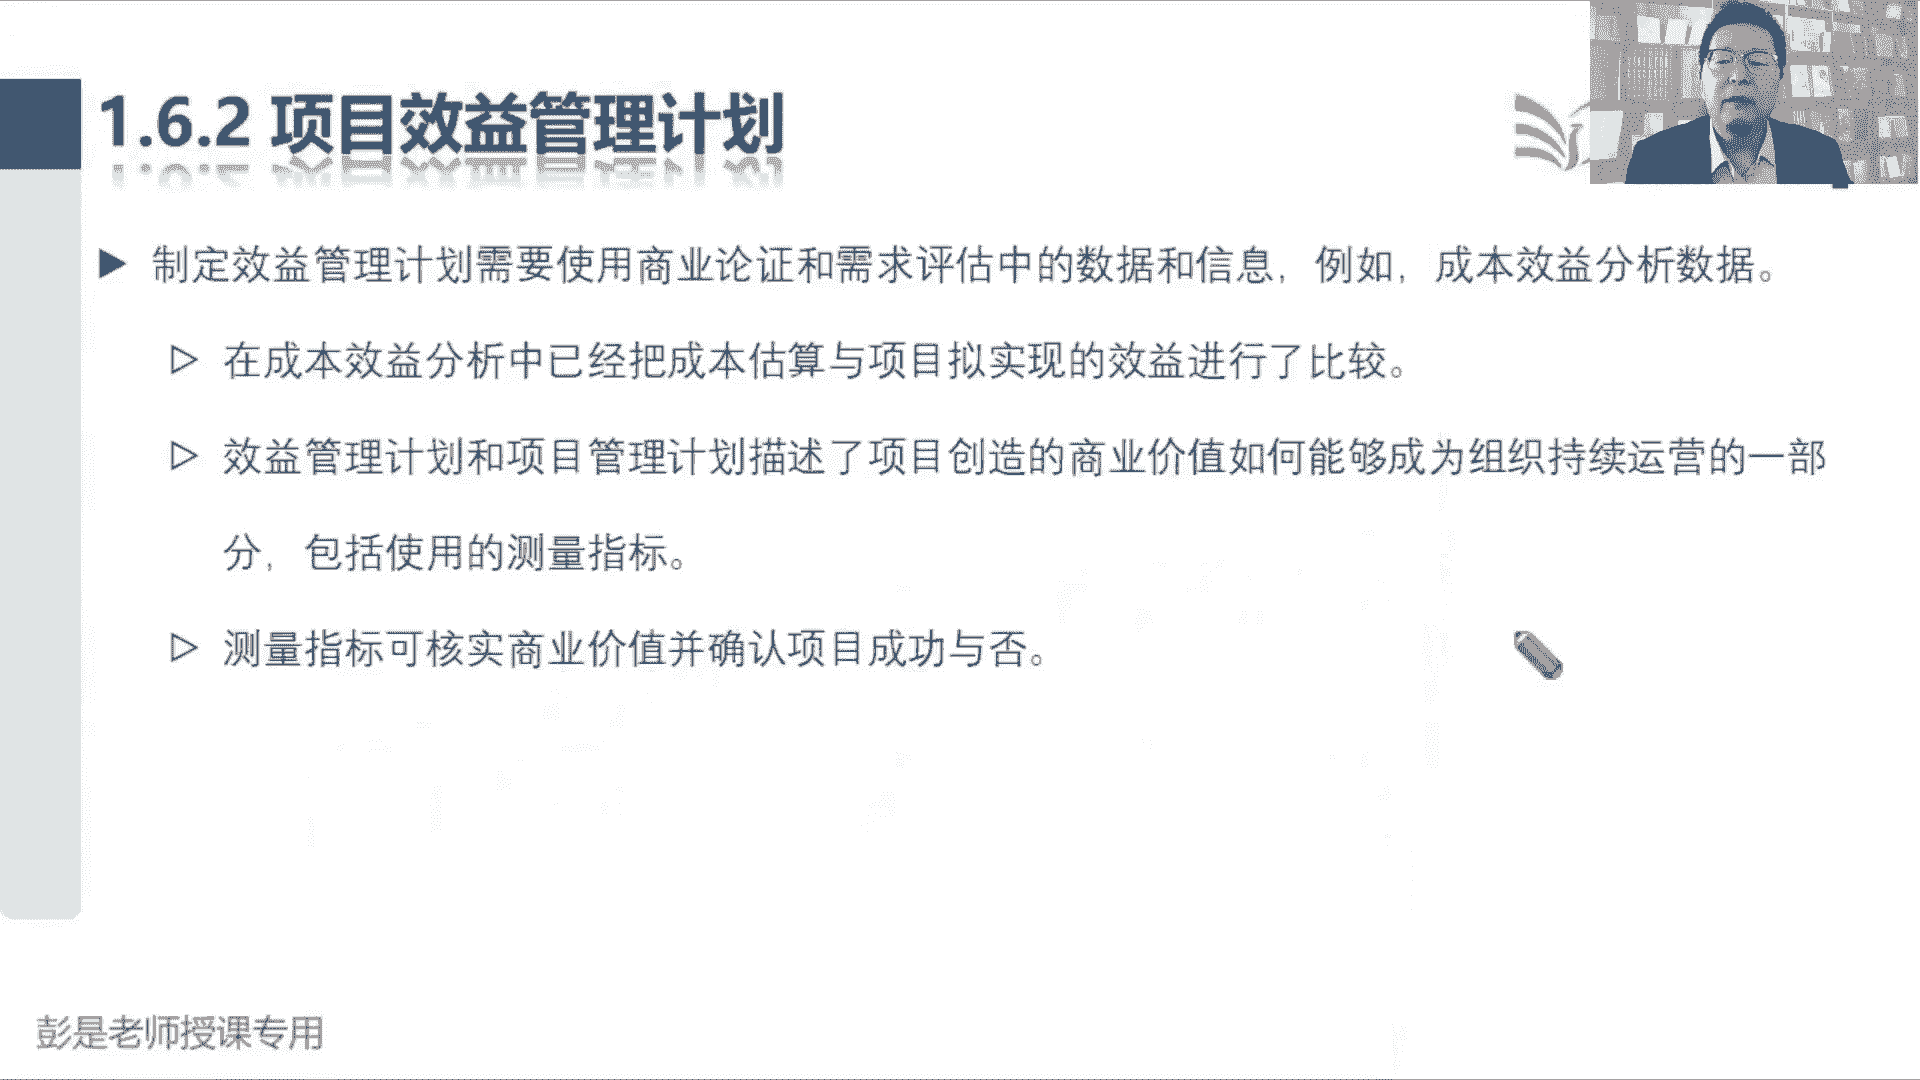 1.6.2 项目效益管理计划
制定效益管理计划需要使用商业论证和需求评估中的数据和信息，例如，成本效益分析数据。
在成本效益分析中已经把成本估算与项目拟实现的效益进行了比较。
效益管理计划和项目管理计划描述了项目创造的商业价值如何能够成为组织持续运营的一部
分，包括使用的测量指标。
测量指标可核实商业价值并确认项目成功与否。
彭是老师授课专用